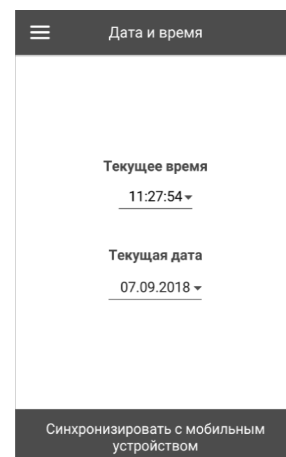 Дата и время
Текущее время
11:27:54
Текущая дата
07.09.2018
Синхронизировать с мобильным
устройством